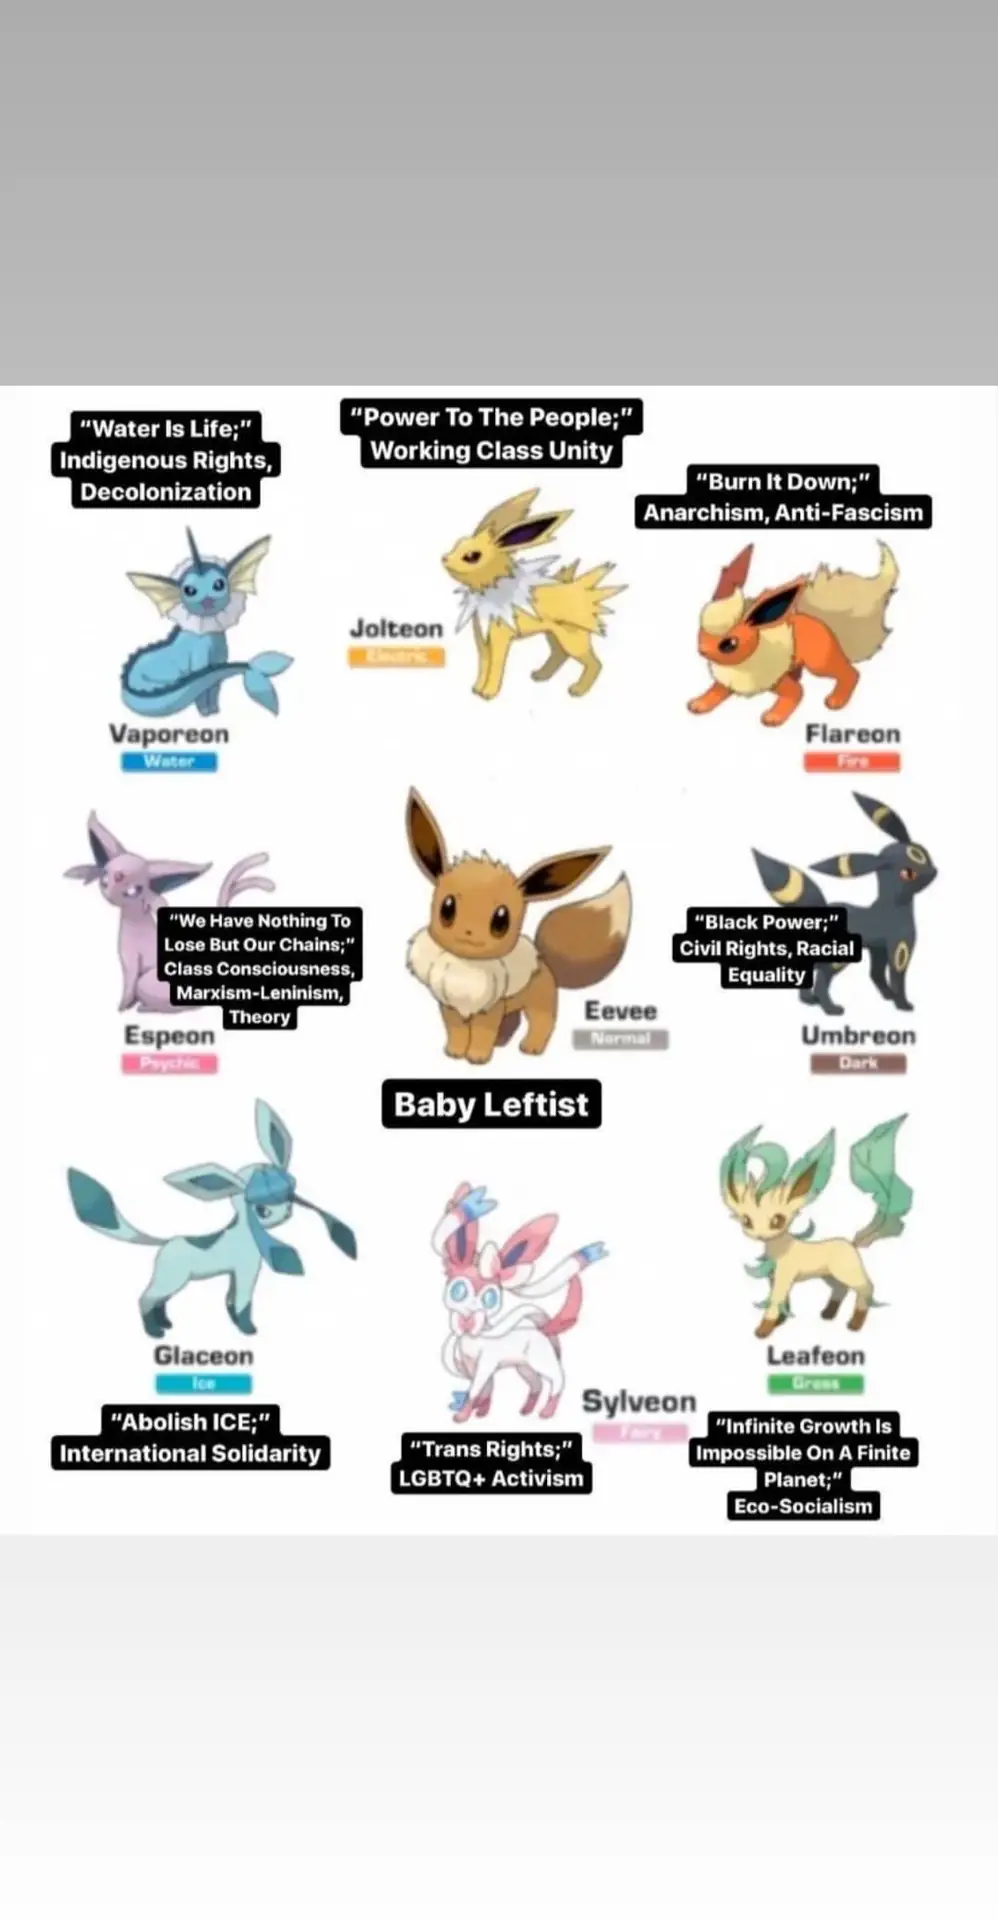 “Water Is Life;”
Indigenous Rights,
Decolonization
“Power To The People;”
Working Class Unity
“Burn It Down;”
Anarchism, Anti-Fascism
Jolteon
Electric
Vaporeon
Water
Flareon
Fire
“We Have Nothing To
Lose But Our Chains;”
Class Consciousness,
Marxism-Leninism,
Theory
Espeon
Psychic
Eevee
Normal
Baby Leftist
“Black Power;”
Civil Rights, Racial
Equality
Umbreon
Dark
Glaceon
Ice
“Abolish ICE;”
International Solidarity
Sylveon
Fairy
“Trans Rights;”
LGBTQ+ Activism
Leafeon
Grass
“Infinite Growth Is
Impossible On A Finite
Planet;”
Eco-Socialism